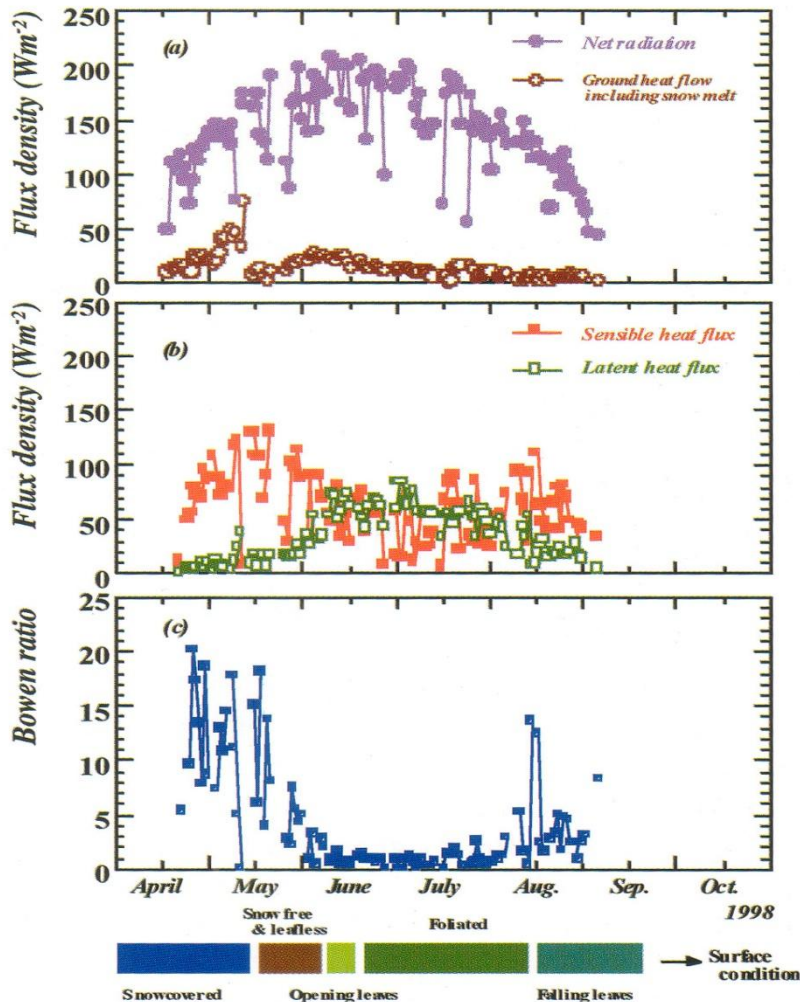 Flux density (Wm-2)
250
200
150
100
50
0
(a)
Net radiation
Ground heat flow
including snow melt
Flux density (Wm-2)
250
200
150
100
50
0
(b)
Sensible heat flux
Latent heat flux
Bowen ratio
25
20
15
10
5
0
(c)
April May June July Aug. Sep. Oct.
1998
Snow free
& leafless
Foliated
Surface
condition
Snowcovered Opening leaves Falling leaves